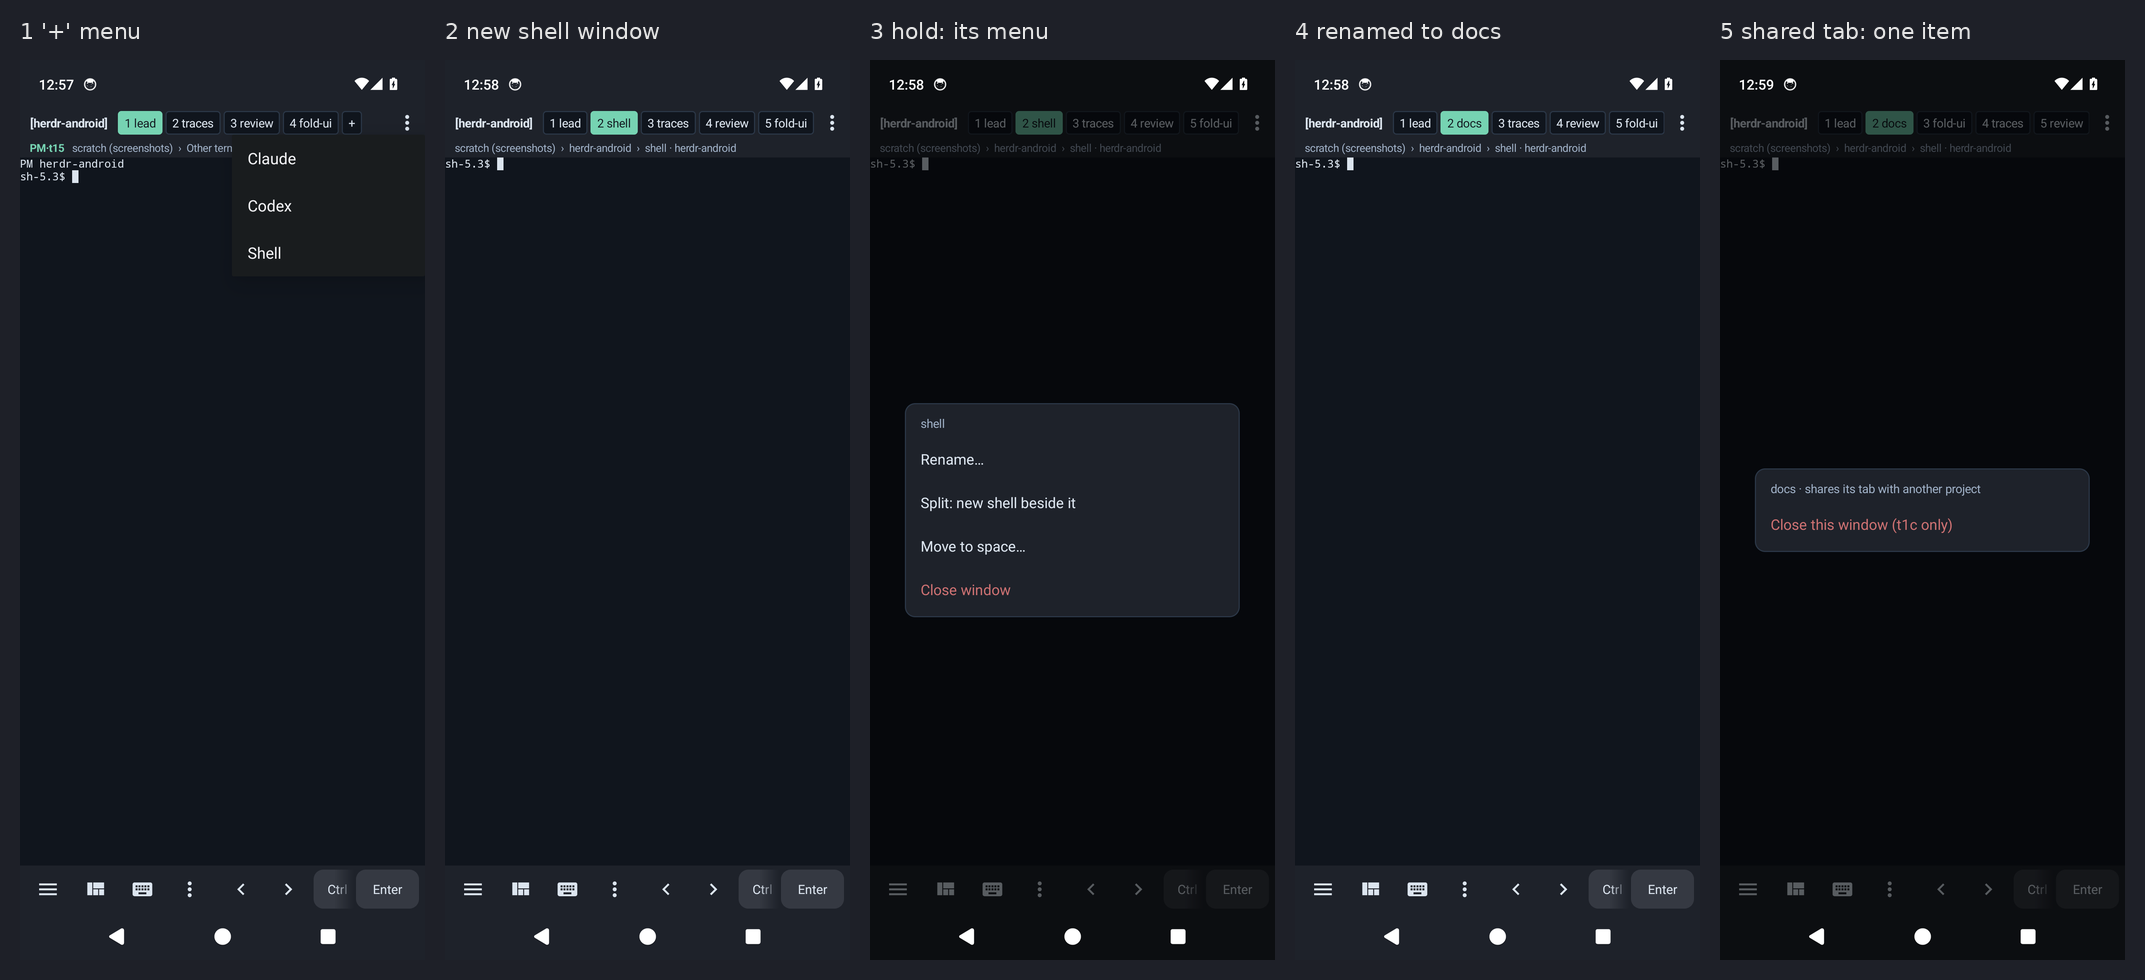 1 '+' menu
12:57
[herdr-android] 1 lead 2 traces 3 review 4 fold-ui +
PM·t15 scratch (screenshots) › Other tern
PM herdr-android
sh-5.3$
Claude
Codex
Shell
Ctrl Enter
2 new shell window
12:58
[herdr-android] 1 lead 2 shell 3 traces 4 review 5 fold-ui
scratch (screenshots) › herdr-android › shell · herdr-android
sh-5.3$
Ctrl Enter
3 hold: its menu
12:58
[herdr-android] 1 lead 2 shell 3 traces 4 review 5 fold-ui
scratch (screenshots) › herdr-android › shell · herdr-android
sh-5.3$
shell
Rename…
Split: new shell beside it
Move to space…
Close window
Ctrl Enter
4 renamed to docs
12:58
[herdr-android] 1 lead 2 docs 3 traces 4 review 5 fold-ui
scratch (screenshots) › herdr-android › shell · herdr-android
sh-5.3$
Ctrl Enter
5 shared tab: one item
12:59
[herdr-android] 1 lead 2 docs 3 fold-ui 4 traces 5 review
scratch (screenshots) › herdr-android › shell · herdr-android
sh-5.3$
docs · shares its tab with another project
Close this window (t1c only)
Ctrl Enter